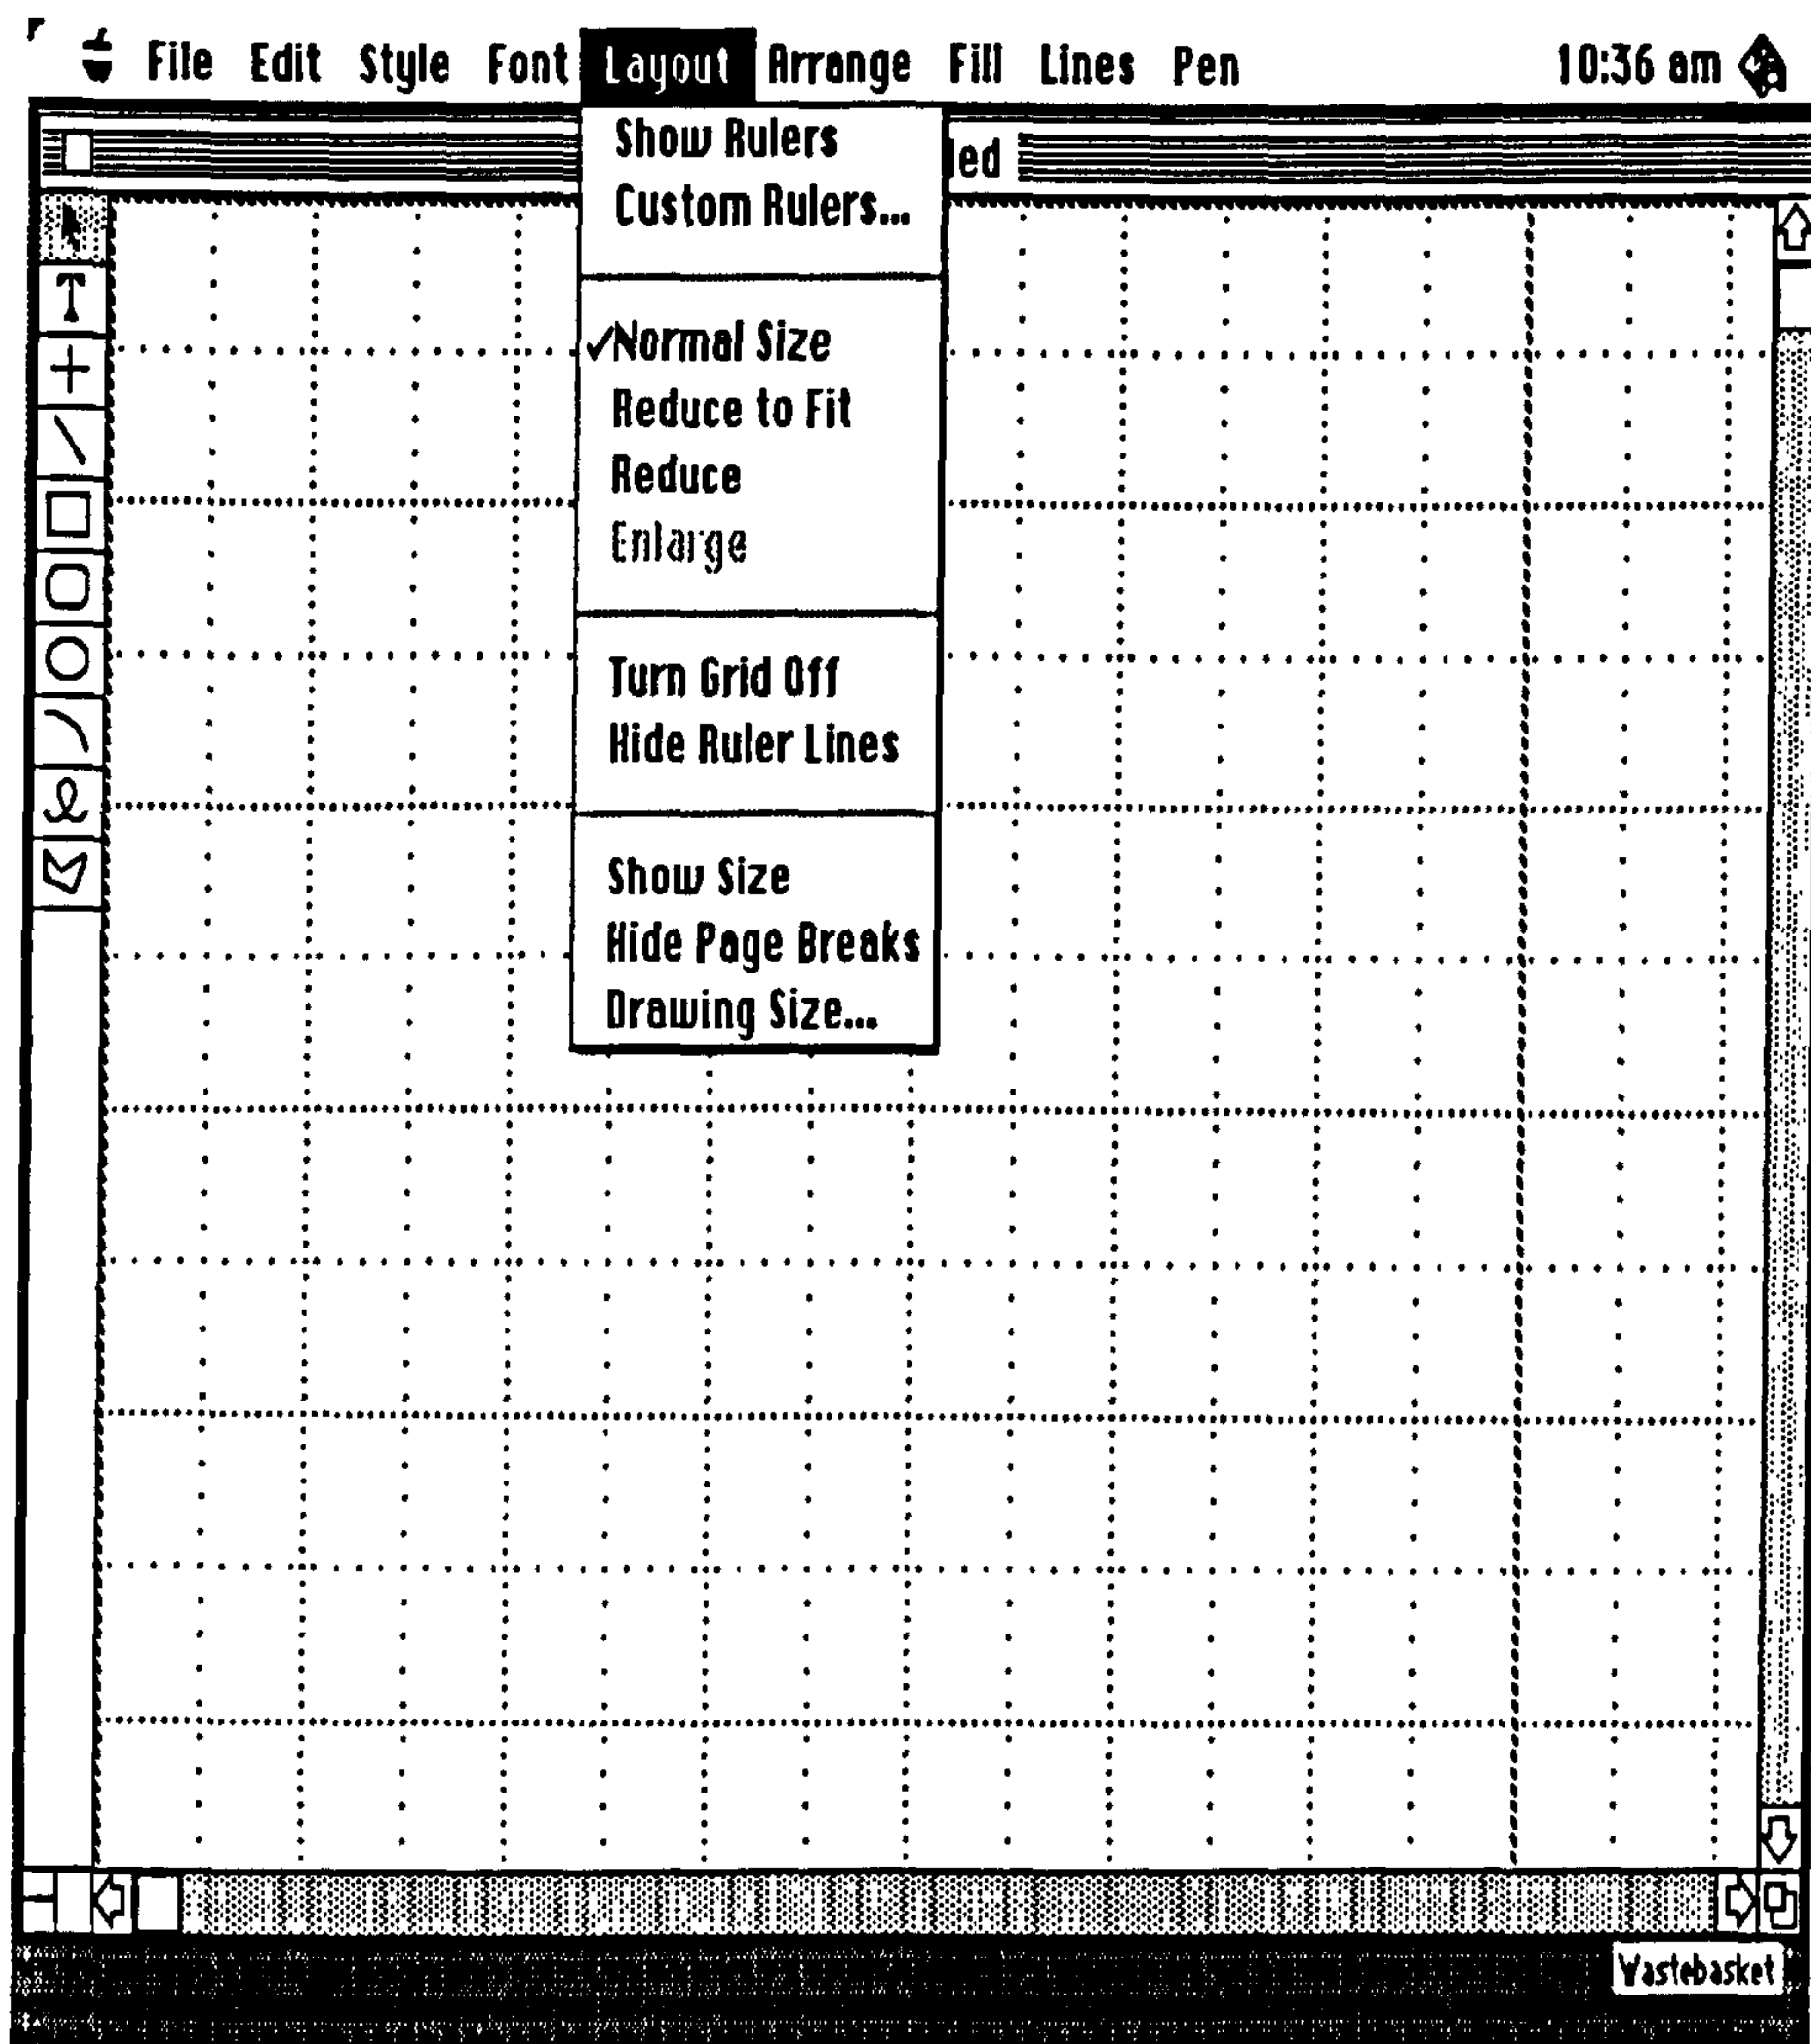 File Edit Style Font Layout Arrange Fill Lines Pen 10:36 am
led
Show Rulers
Custom Rulers...
✓Normal Size
Reduce to Fit
Reduce
Enlarge
Turn Grid Off
Hide Ruler Lines
Show Size
Hide Page Breaks
Drawing Size...
Wastebasket